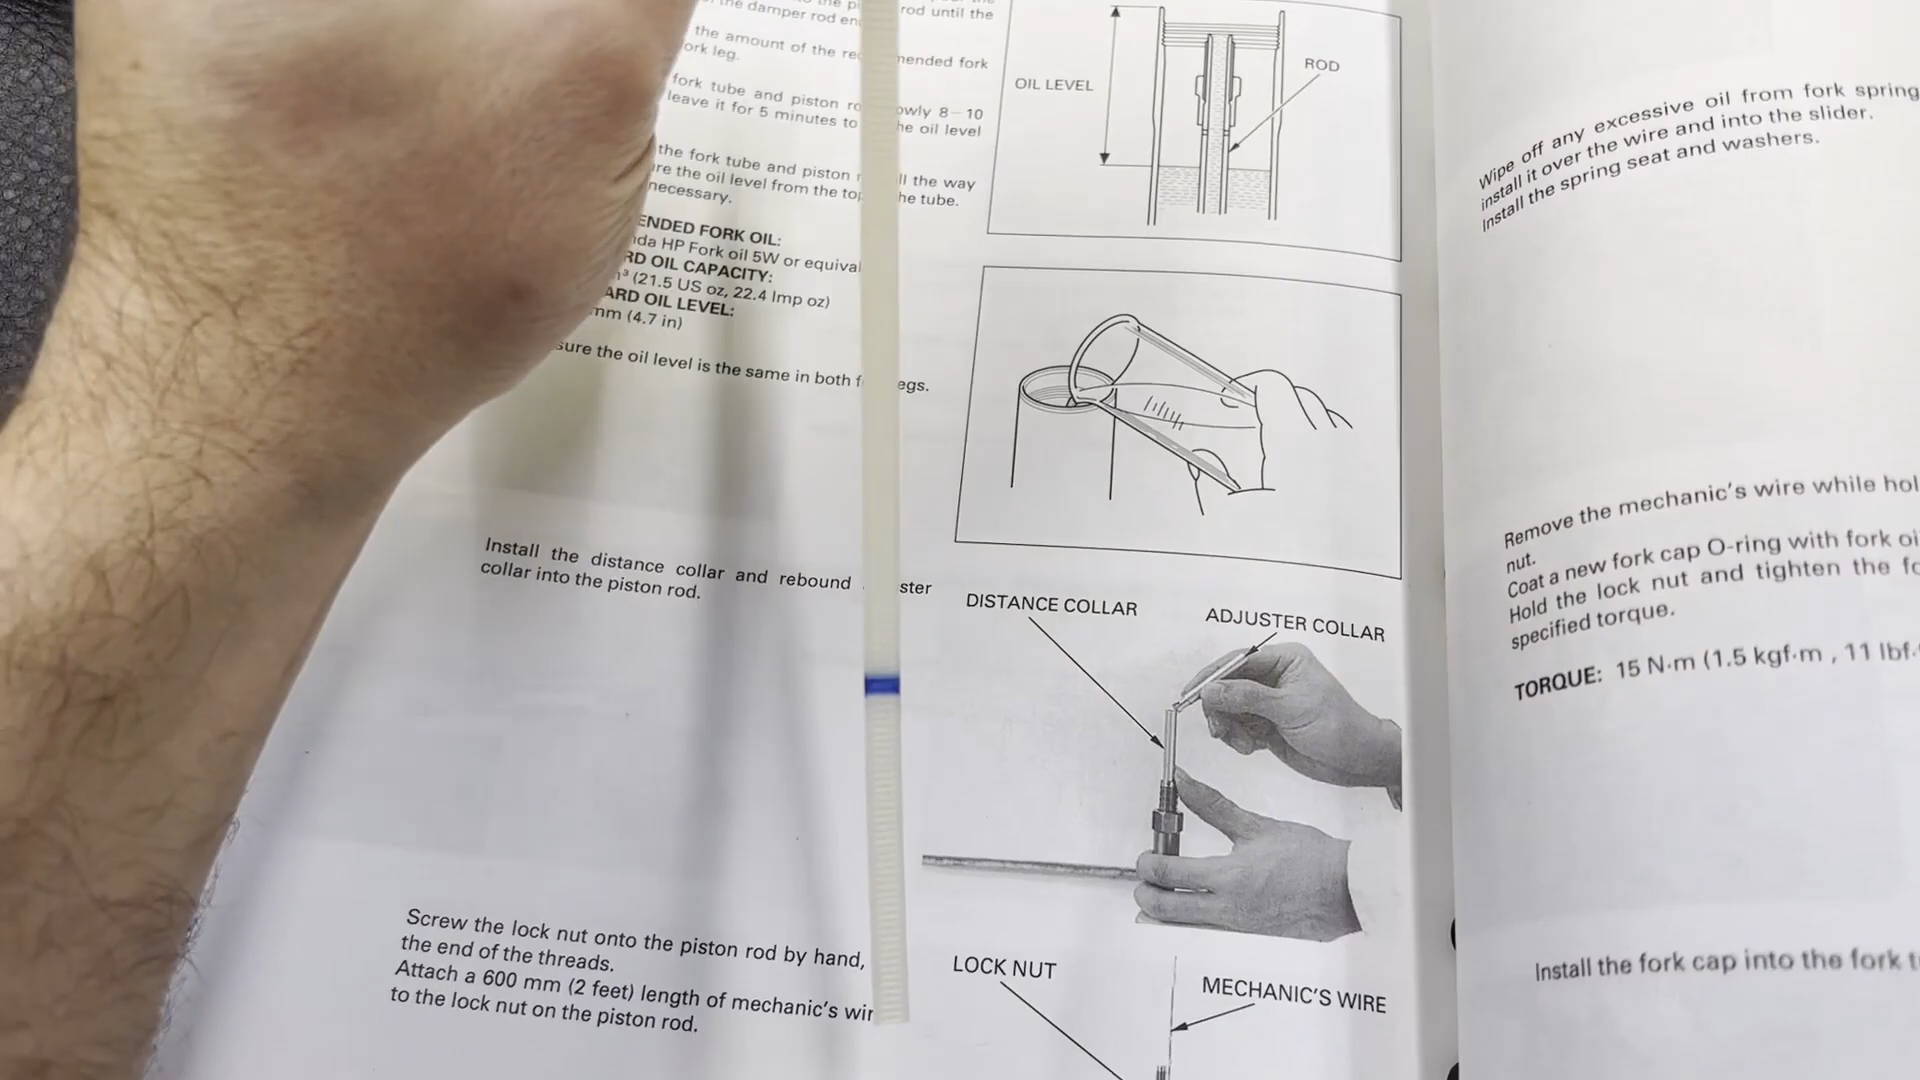 the damper rod en rod until the
the amount of the re mended fork
ork leg.
fork tube and piston ro owly 8–10
leave it for 5 minutes to he oil level
the fork tube and piston r ll the way
re the oil level from the to he tube.
necessary.
ENDED FORK OIL:
da HP Fork oil 5W or equiva
RD OIL CAPACITY:
(21.5 US oz, 22.4 Imp oz)
ARD OIL LEVEL:
mm (4.7 in)
sure the oil level is the same in both f egs.
OIL LEVEL
ROD
Install the distance collar and rebound ster
collar into the piston rod.
DISTANCE COLLAR
ADJUSTER COLLAR
Screw the lock nut onto the piston rod by hand,
the end of the threads.
Attach a 600 mm (2 feet) length of mechanic's wir
to the lock nut on the piston rod.
LOCK NUT
MECHANIC'S WIRE
Wipe off any excessive oil from fork spring
install it over the wire and into the slider.
Install the spring seat and washers.
Remove the mechanic's wire while hol
nut.
Coat a new fork cap O-ring with fork oi
Hold the lock nut and tighten the fo
specified torque.
TORQUE: 15 N·m (1.5 kgf·m , 11 lbf·
Install the fork cap into the fork t